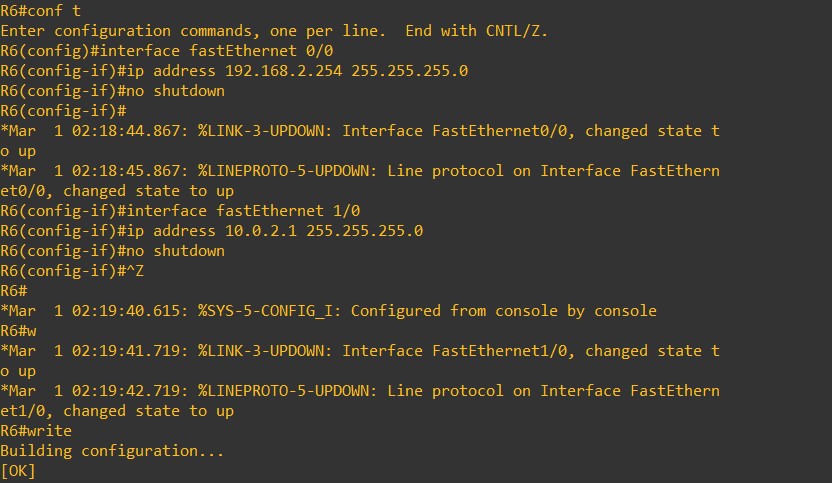 R6#conf t
Enter configuration commands, one per line.  End with CNTL/Z.
R6(config)#interface fastEthernet 0/0
R6(config-if)#ip address 192.168.2.254 255.255.255.0
R6(config-if)#no shutdown
R6(config-if)#
*Mar  1 02:18:44.867: %LINK-3-UPDOWN: Interface FastEthernet0/0, changed state t
o up
*Mar  1 02:18:45.867: %LINEPROTO-5-UPDOWN: Line protocol on Interface FastEthern
et0/0, changed state to up
R6(config-if)#interface fastEthernet 1/0
R6(config-if)#ip address 10.0.2.1 255.255.255.0
R6(config-if)#no shutdown
R6(config-if)#^Z
R6#
*Mar  1 02:19:40.615: %SYS-5-CONFIG_I: Configured from console by console
R6#w
*Mar  1 02:19:41.719: %LINK-3-UPDOWN: Interface FastEthernet1/0, changed state t
o up
*Mar  1 02:19:42.719: %LINEPROTO-5-UPDOWN: Line protocol on Interface FastEthern
et1/0, changed state to up
R6#write
Building configuration...
[OK]